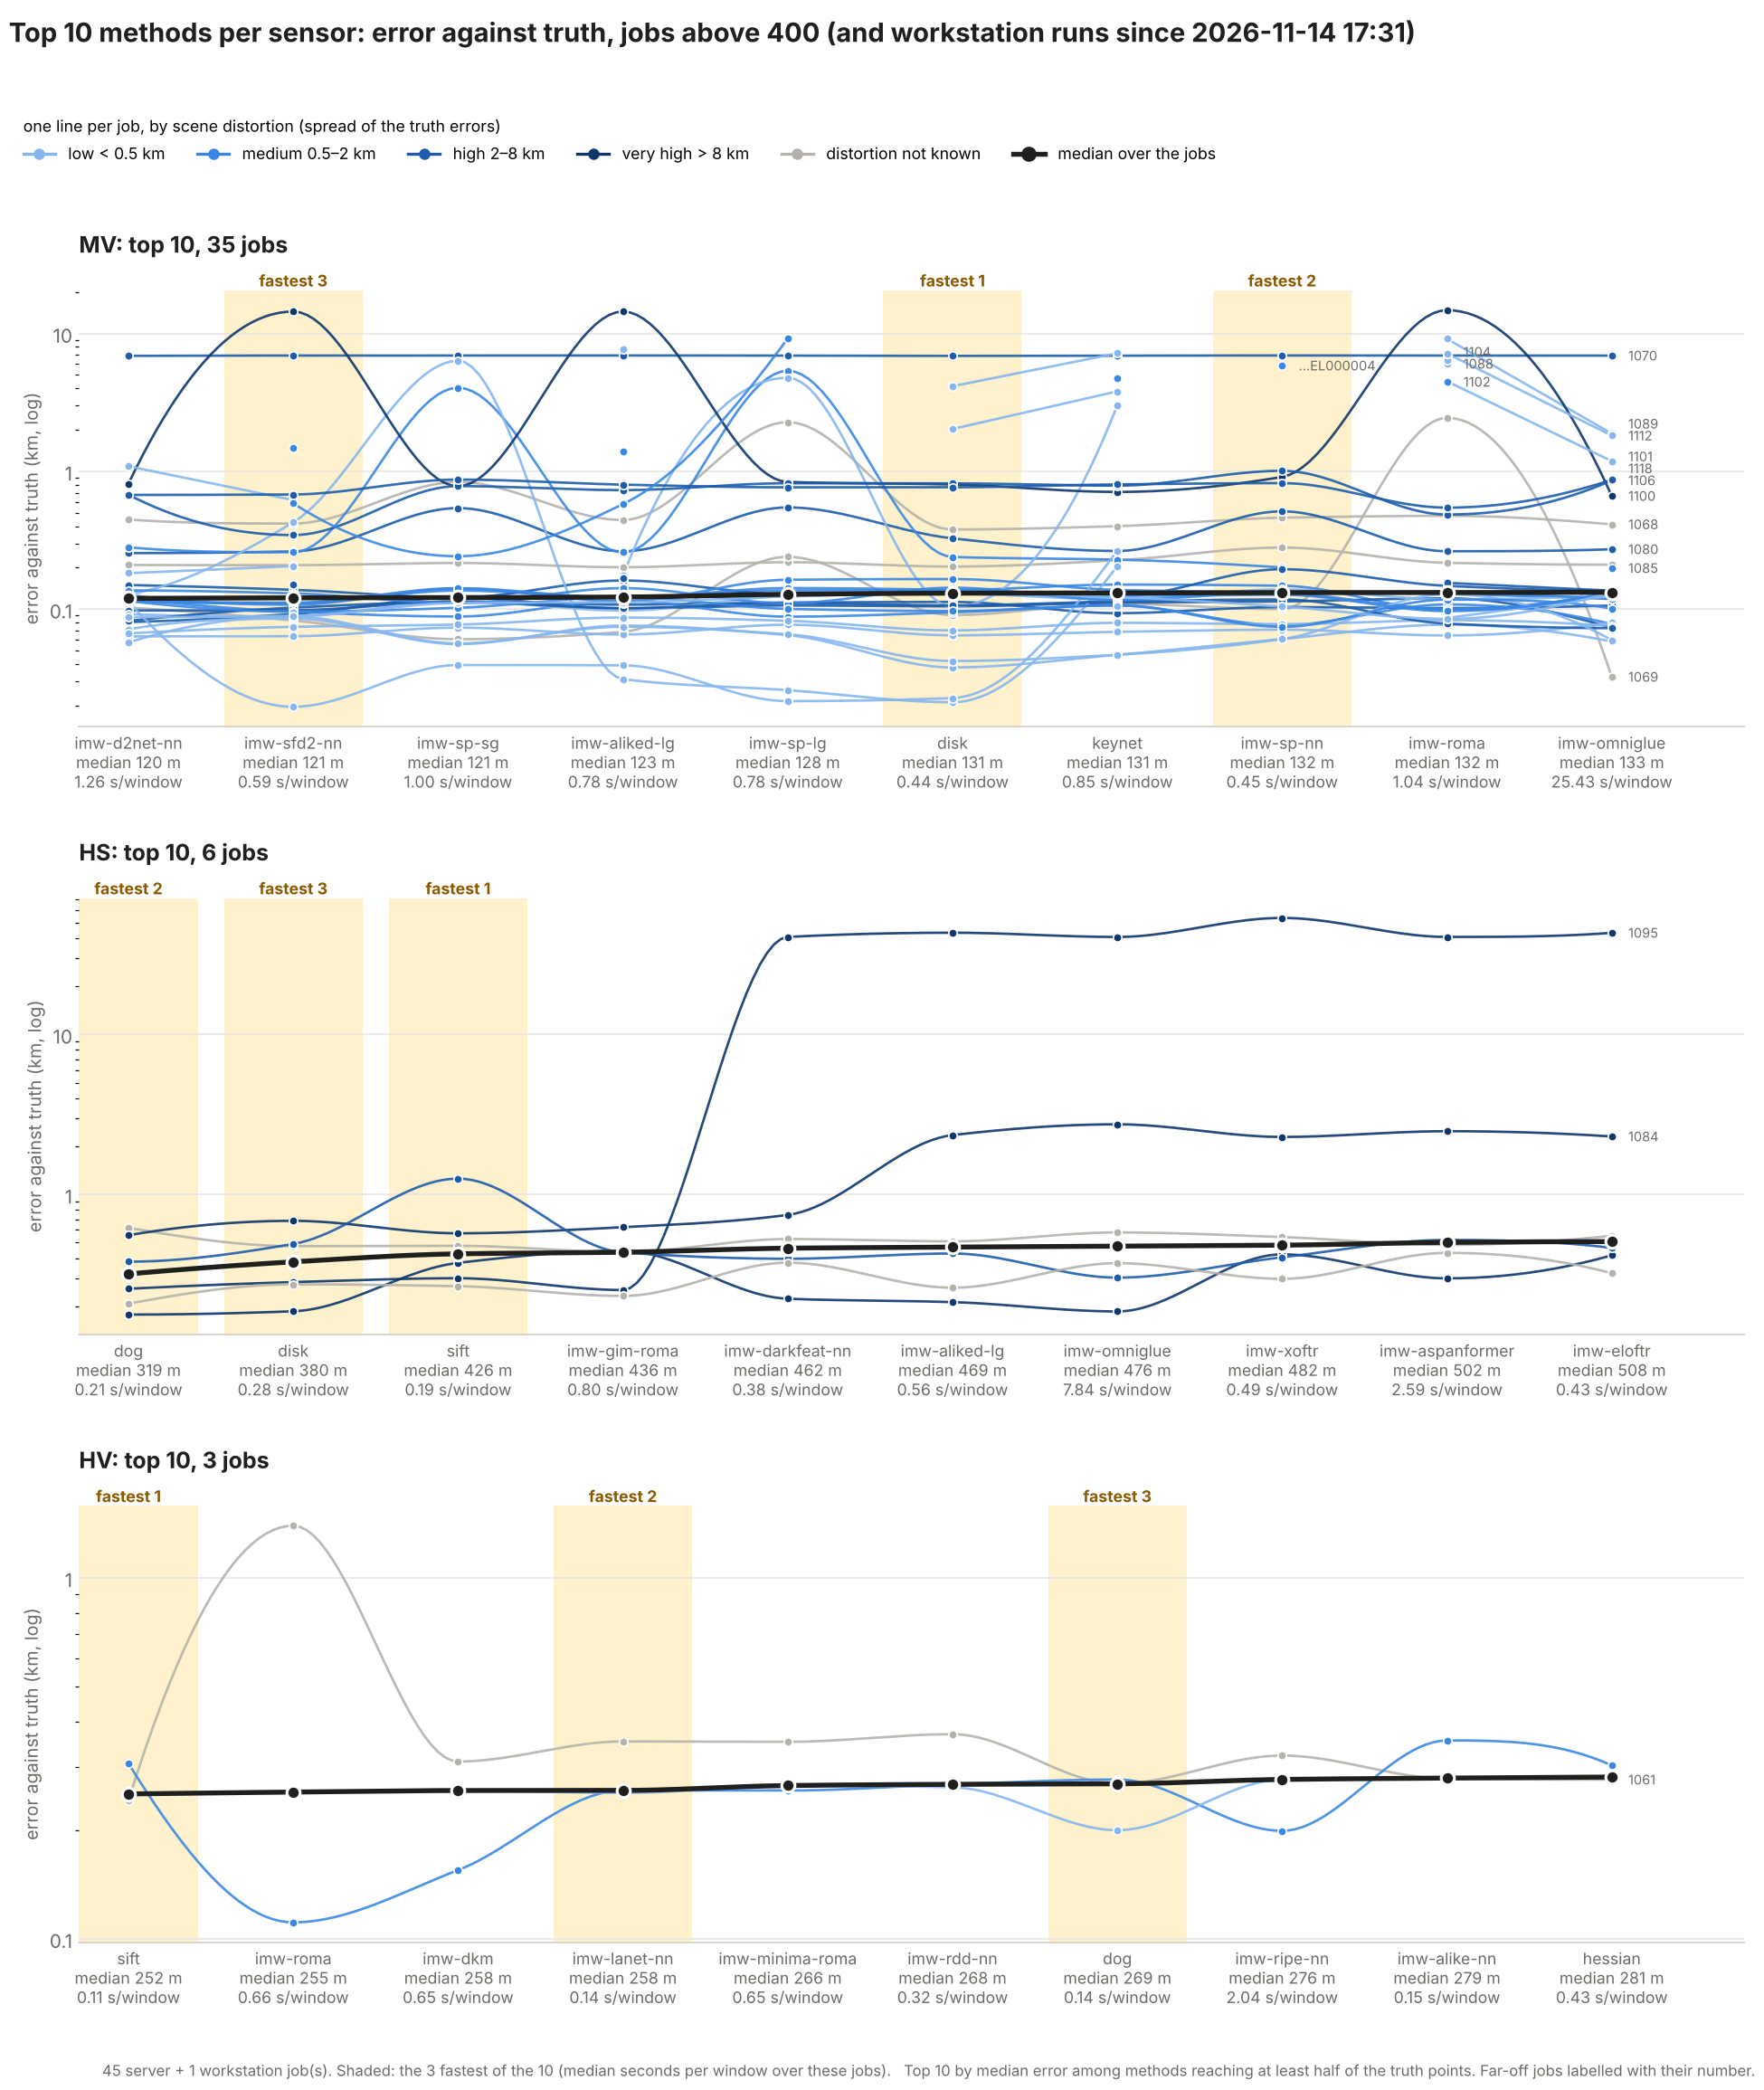 Top 10 methods per sensor: error against truth, jobs above 400 (and workstation runs since 2026-11-14 17:31)
one line per job, by scene distortion (spread of the truth errors)
low < 0.5 km medium 0.5–2 km high 2–8 km very high > 8 km distortion not known median over the jobs
MV: top 10, 35 jobs
fastest 3 fastest 1 fastest 2
error against truth (km, log)
10
1
0.1
1104
1088
1102
...EL000004
1070
1089
1112
1101
1118
1106
1100
1068
1080
1085
1069
imw-d2net-nn imw-sfd2-nn imw-sp-sg imw-aliked-lg imw-sp-lg disk keynet imw-sp-nn imw-roma imw-omniglue
median 120 m median 121 m median 121 m median 123 m median 128 m median 131 m median 131 m median 132 m median 132 m median 133 m
1.26 s/window 0.59 s/window 1.00 s/window 0.78 s/window 0.78 s/window 0.44 s/window 0.85 s/window 0.45 s/window 1.04 s/window 25.43 s/window
HS: top 10, 6 jobs
fastest 2 fastest 3 fastest 1
error against truth (km, log)
10
1
1095
1084
dog disk sift imw-gim-roma imw-darkfeat-nn imw-aliked-lg imw-omniglue imw-xoftr imw-aspanformer imw-eloftr
median 319 m median 380 m median 426 m median 436 m median 462 m median 469 m median 476 m median 482 m median 502 m median 508 m
0.21 s/window 0.28 s/window 0.19 s/window 0.80 s/window 0.38 s/window 0.56 s/window 7.84 s/window 0.49 s/window 2.59 s/window 0.43 s/window
HV: top 10, 3 jobs
fastest 1 fastest 2 fastest 3
error against truth (km, log)
1
0.1
1061
sift imw-roma imw-dkm imw-lanet-nn imw-minima-roma imw-rdd-nn dog imw-ripe-nn imw-alike-nn hessian
median 252 m median 255 m median 258 m median 258 m median 266 m median 268 m median 269 m median 276 m median 279 m median 281 m
0.11 s/window 0.66 s/window 0.65 s/window 0.14 s/window 0.65 s/window 0.32 s/window 0.14 s/window 2.04 s/window 0.15 s/window 0.43 s/window
45 server + 1 workstation job(s). Shaded: the 3 fastest of the 10 (median seconds per window over these jobs). Top 10 by median error among methods reaching at least half of the truth points. Far-off jobs labelled with their number.